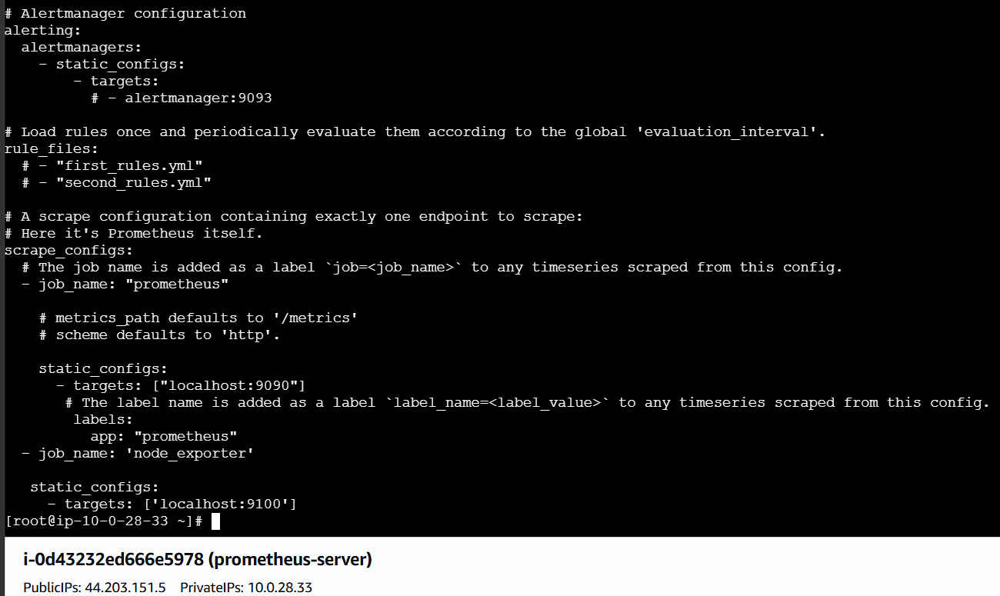 # Alertmanager configuration
alerting:
  alertmanagers:
    - static_configs:
        - targets:
          # - alertmanager:9093

# Load rules once and periodically evaluate them according to the global 'evaluation_interval'.
rule_files:
  # - "first_rules.yml"
  # - "second_rules.yml"

# A scrape configuration containing exactly one endpoint to scrape:
# Here it's Prometheus itself.
scrape_configs:
  # The job name is added as a label `job=<job_name>` to any timeseries scraped from this config.
  - job_name: "prometheus"

    # metrics_path defaults to '/metrics'
    # scheme defaults to 'http'.

    static_configs:
      - targets: ["localhost:9090"]
       # The label name is added as a label `label_name=<label_value>` to any timeseries scraped from this config.
        labels:
          app: "prometheus"
  - job_name: 'node_exporter'

   static_configs:
     - targets: ['localhost:9100']
[root@ip-10-0-28-33 ~]#
i-0d43232ed666e5978 (prometheus-server)
PublicIPs: 44.203.151.5    PrivateIPs: 10.0.28.33